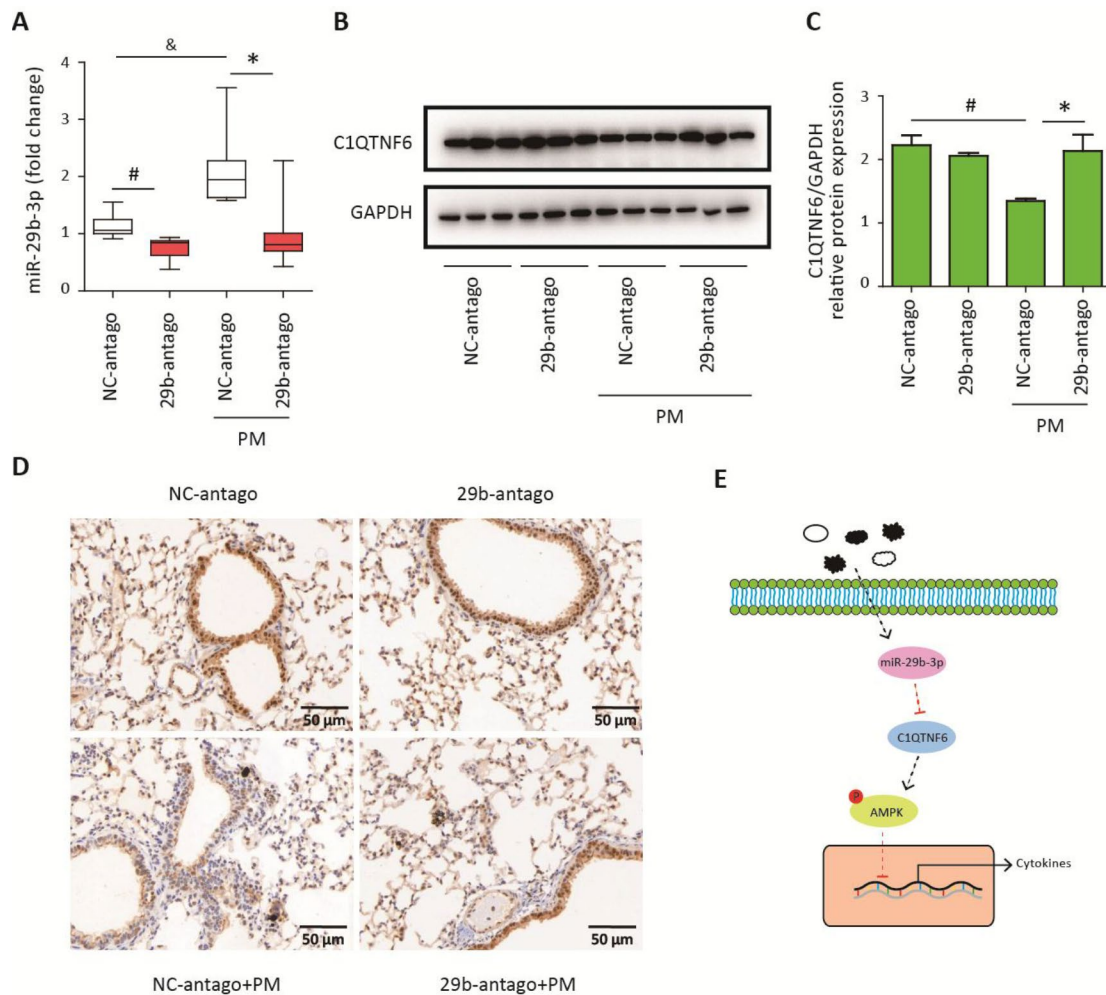 A
&
*
#
4
3
2
1
0
miR-29b-3p (fold change)
NC-antago
29b-antago
NC-antago
29b-antago
PM
B
C1QTNF6
GAPDH
NC-antago
29b-antago
NC-antago
29b-antago
PM
C
#
*
3
2
1
0
C1QTNF6/GAPDH
relative protein expression
NC-antago
29b-antago
NC-antago
29b-antago
PM
D
NC-antago
29b-antago
50 µm
50 µm
50 µm
50 µm
NC-antago+PM
29b-antago+PM
E
miR-29b-3p
C1QTNF6
P
AMPK
Cytokines